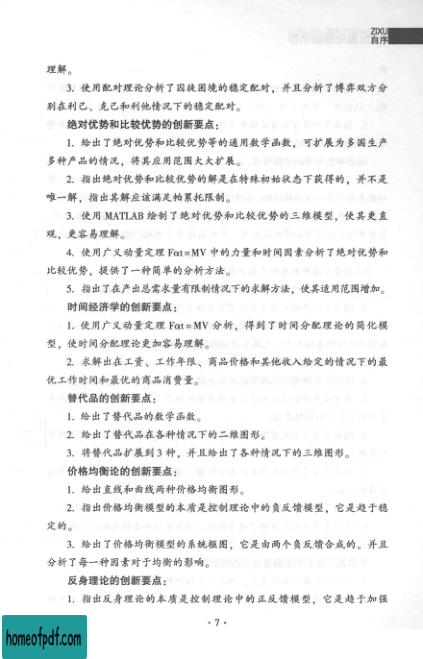 ZIXU
自序
理解。
3. 使用配对理论分析了囚徒困境的稳定配对，并且分析了博弈双方分
别在利己、克己和利他情况下的稳定配对。
绝对优势和比较优势的创新要点：
1. 给出了绝对优势和比较优势等的通用数学函数，可扩展为多国生产
多种产品的情况，将其应用范围大大扩展。
2. 指出绝对优势和比较优势的解是在特殊初始状态下获得的，并不是
唯一解，指出其解应该满足帕累托限制。
3. 使用 MATLAB 绘制了绝对优势和比较优势的三维模型，使其更直
观，更容易理解。
4. 使用广义动量定理 Fαt=MV 中的力量和时间因素分析了绝对优势和
比较优势，提供了一种简单的分析方法。
5. 指出了在产出总需求量有限制情况下的求解方法，使其适用范围增加。
时间经济学的创新要点：
1. 使用广义动量定理 Fαt=MV 分析，得到了时间分配理论的简化模
型，使时间分配理论更加容易理解。
2. 求解出在工资、工作年限、商品价格和其他收入给定的情况下的最
优工作时间和最优的商品消费量。
替代品的创新要点：
1. 给出了替代品的数学函数。
2. 给出了替代品在各种情况下的二维图形。
3. 将替代品扩展到 3 种，并且给出了各种情况下的三维图形。
价格均衡论的创新要点：
1. 给出直线和曲线两种价格均衡图形。
2. 指出价格均衡模型的本质是控制理论中的负反馈模型，它是趋于稳
定的。
3. 给出了价格均衡模型的系统框图，它是由两个负反馈合成的。并且
分析了每一种因素对于均衡的影响。
反身理论的创新要点：
1. 指出反身理论的本质是控制理论中的正反馈模型，它是趋于加强
· 7 ·
homeofpdf.com